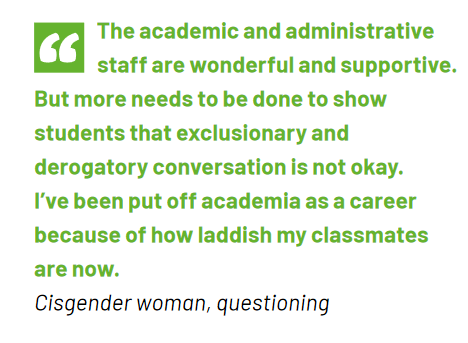 “
The academic and administrative
staff are wonderful and supportive.
But more needs to be done to show
students that exclusionary and
derogatory conversation is not okay.
I’ve been put off academia as a career
because of how laddish my classmates
are now.
Cisgender woman, questioning